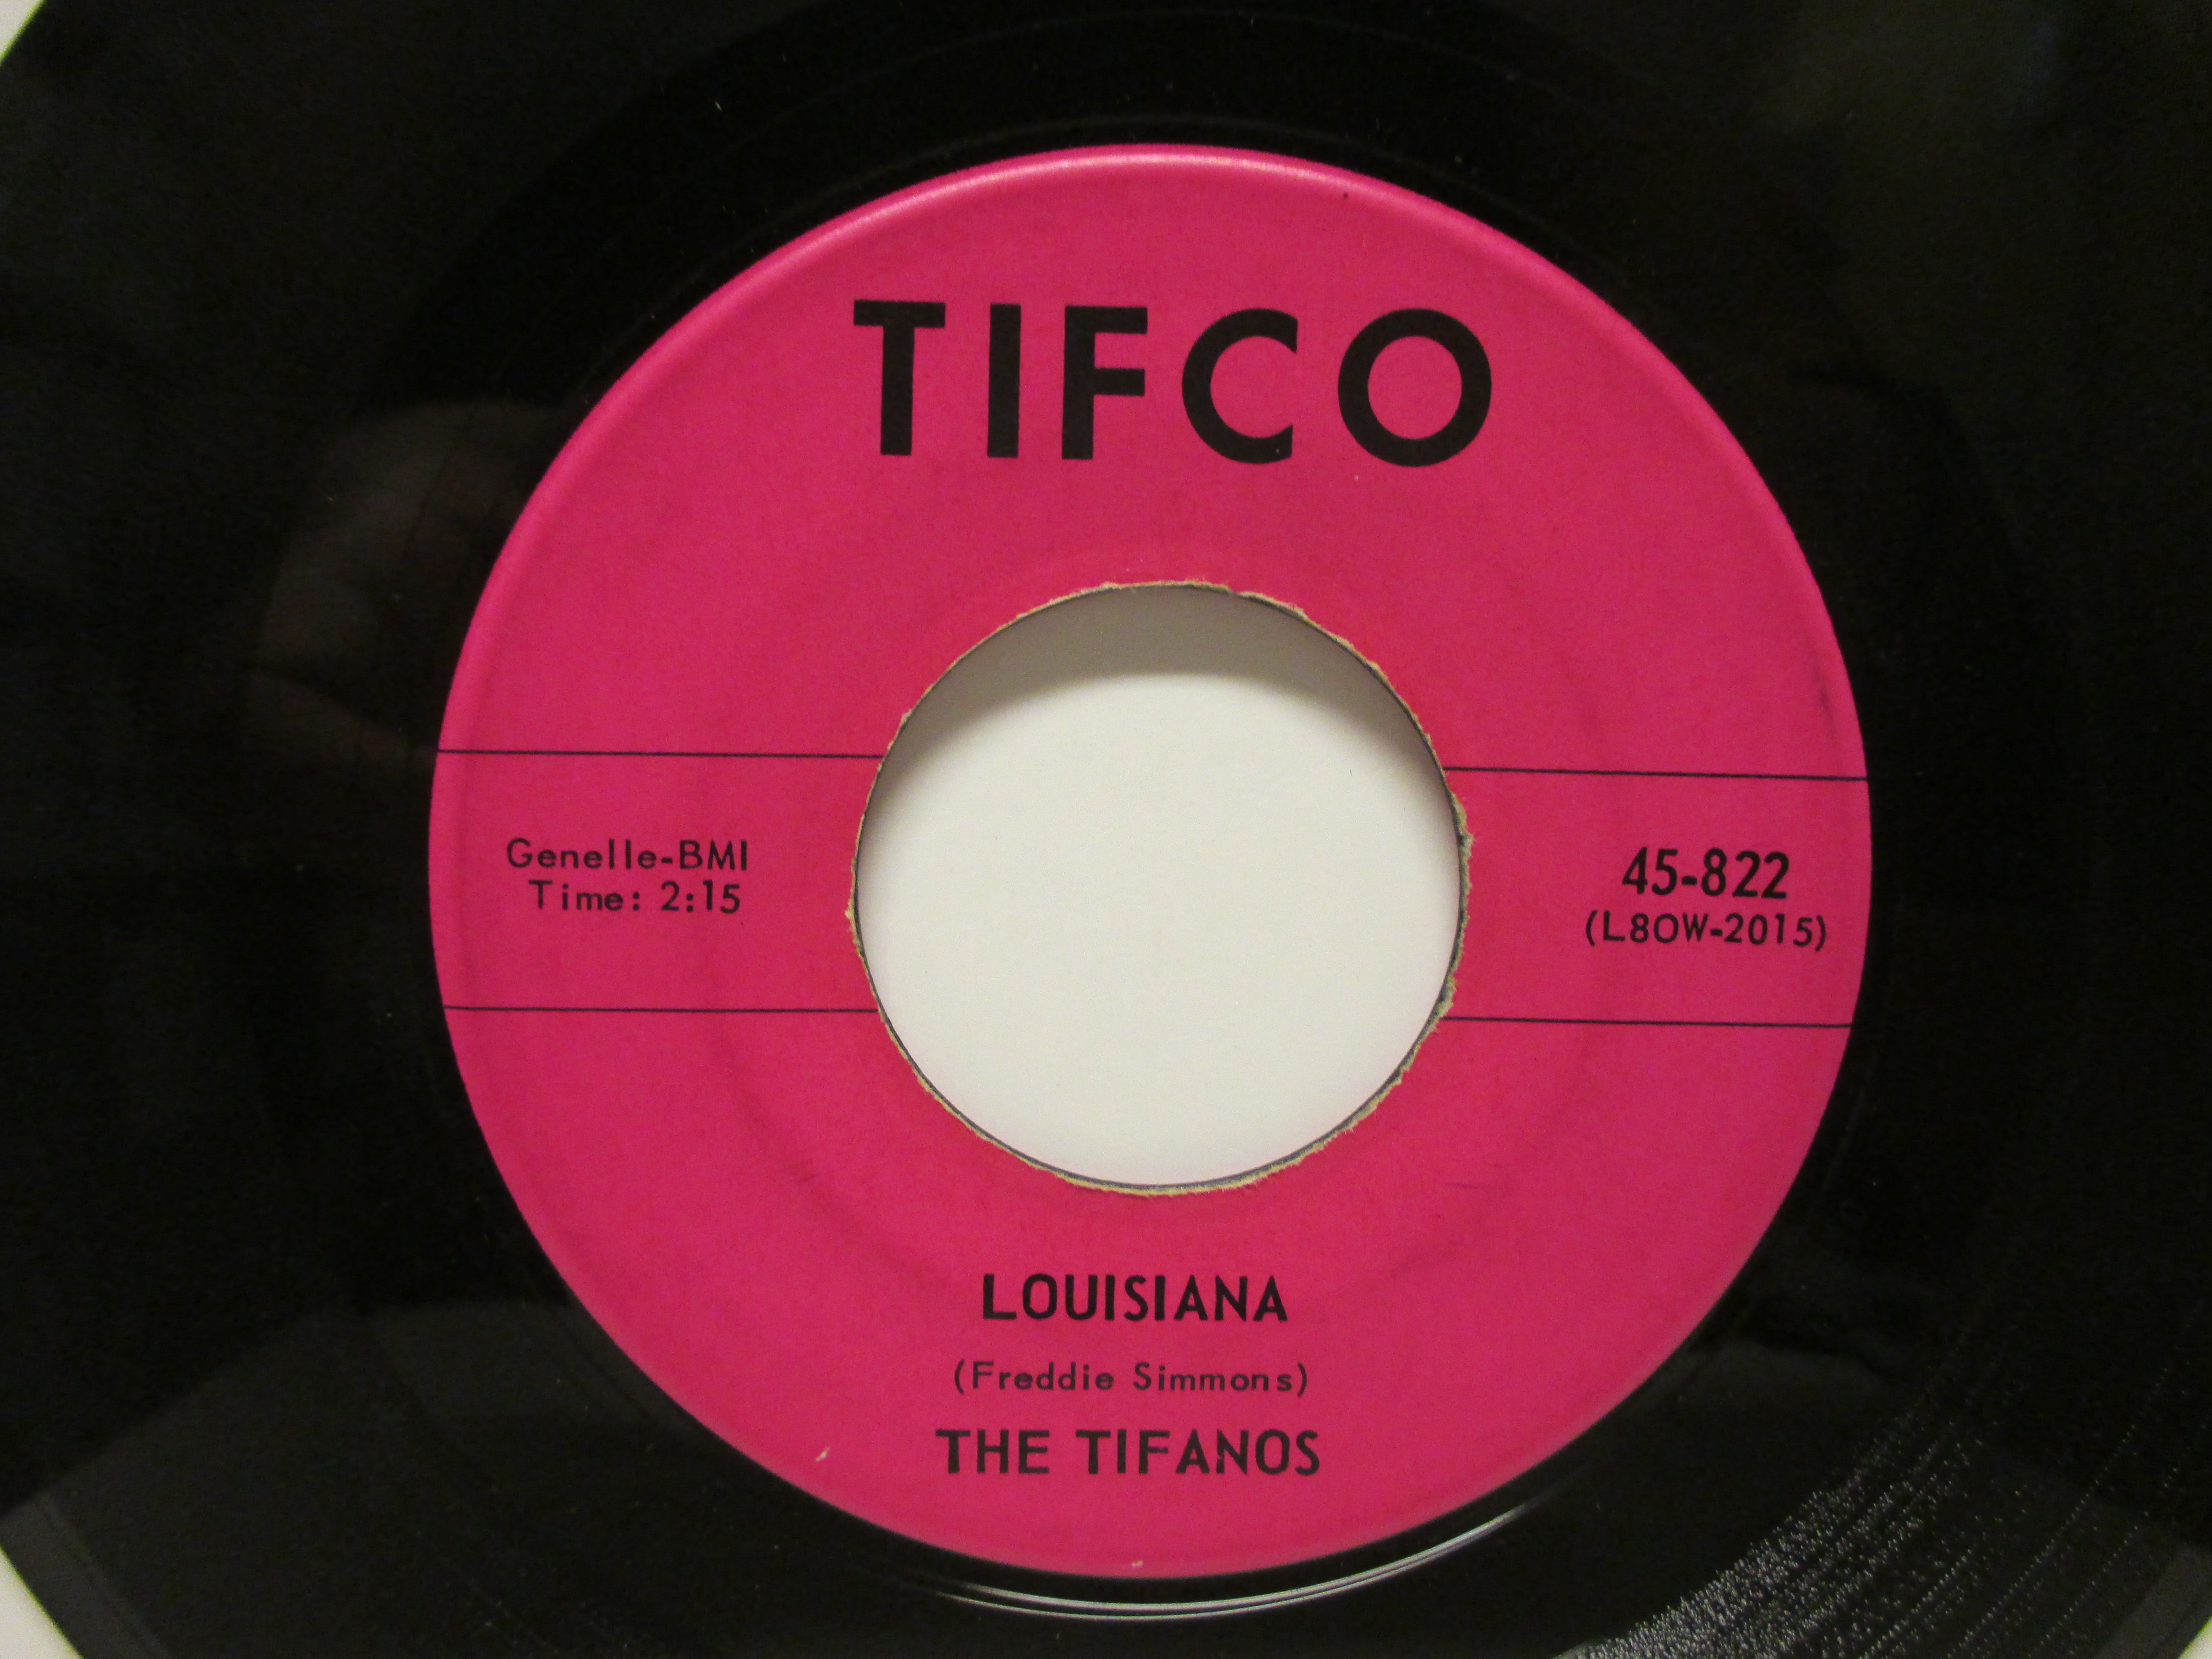 TIFCO
Genelle-BMI
Time: 2:15
45-822
(L8OW-2015)
LOUISIANA
(Freddie Simmons)
THE TIFANOS